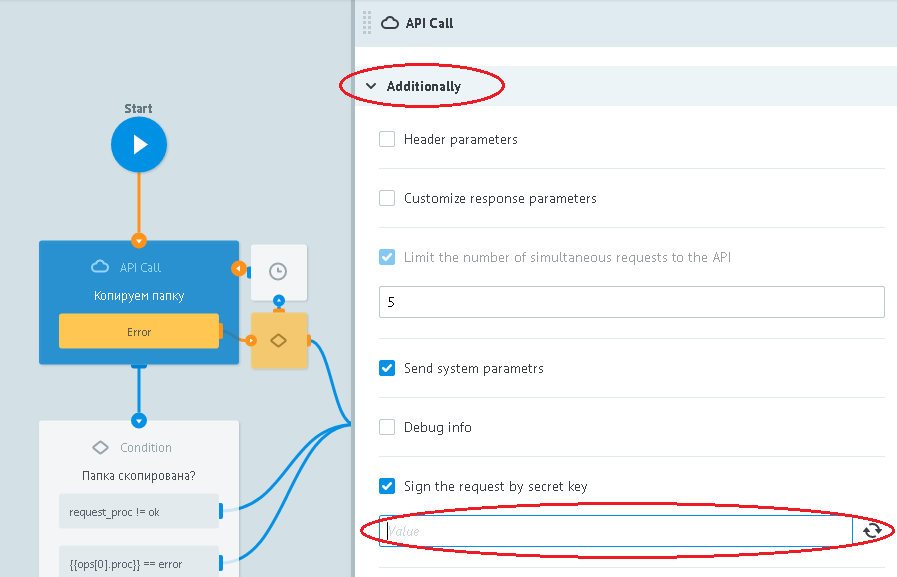 API Call
Additionally
Header parameters
Customize response parameters
Limit the number of simultaneous requests to the API
5
Send system parametrs
Debug info
Sign the request by secret key
Value
Start
API Call
Копируем папку
Error
Condition
Папка скопирована?
request_proc != ok
{{ops[0].proc}} == error